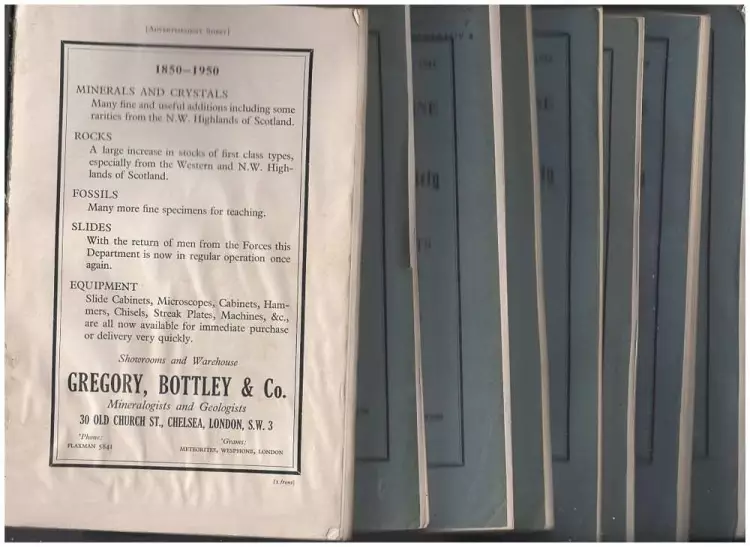 [Advertisement Sheet]
1850–1950
MINERALS AND CRYSTALS
Many fine and useful additions including some
rarities from the N.W. Highlands of Scotland.
ROCKS
A large increase in stocks of first class types,
especially from the Western and N.W. High-
lands of Scotland.
FOSSILS
Many more fine specimens for teaching.
SLIDES
With the return of men from the Forces this
Department is now in regular operation once
again.
EQUIPMENT
Slide Cabinets, Microscopes, Cabinets, Ham-
mers, Chisels, Streak Plates, Machines, &c.,
are all now available for immediate purchase
or delivery very quickly.
Showrooms and Warehouse
GREGORY, BOTTLEY & Co.
Mineralogists and Geologists
30 OLD CHURCH ST., CHELSEA, LONDON, S.W. 3
'Phone:
FLAXMAN 5841
'Grams:
METEORITES, WESPHONE, LONDON